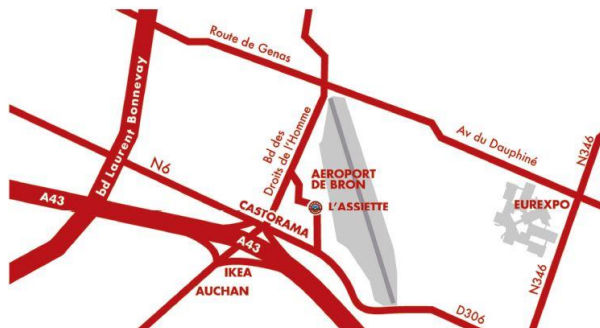 Route de Genas
bd Laurent Bonnevay
Bd des
Droits de l'Homme
Av du Dauphiné
N346
N6
AEROPORT
DE BRON
L'ASSIETTE
A43
CASTORAMA
EUREXPO
A43
IKEA
AUCHAN
N346
D306